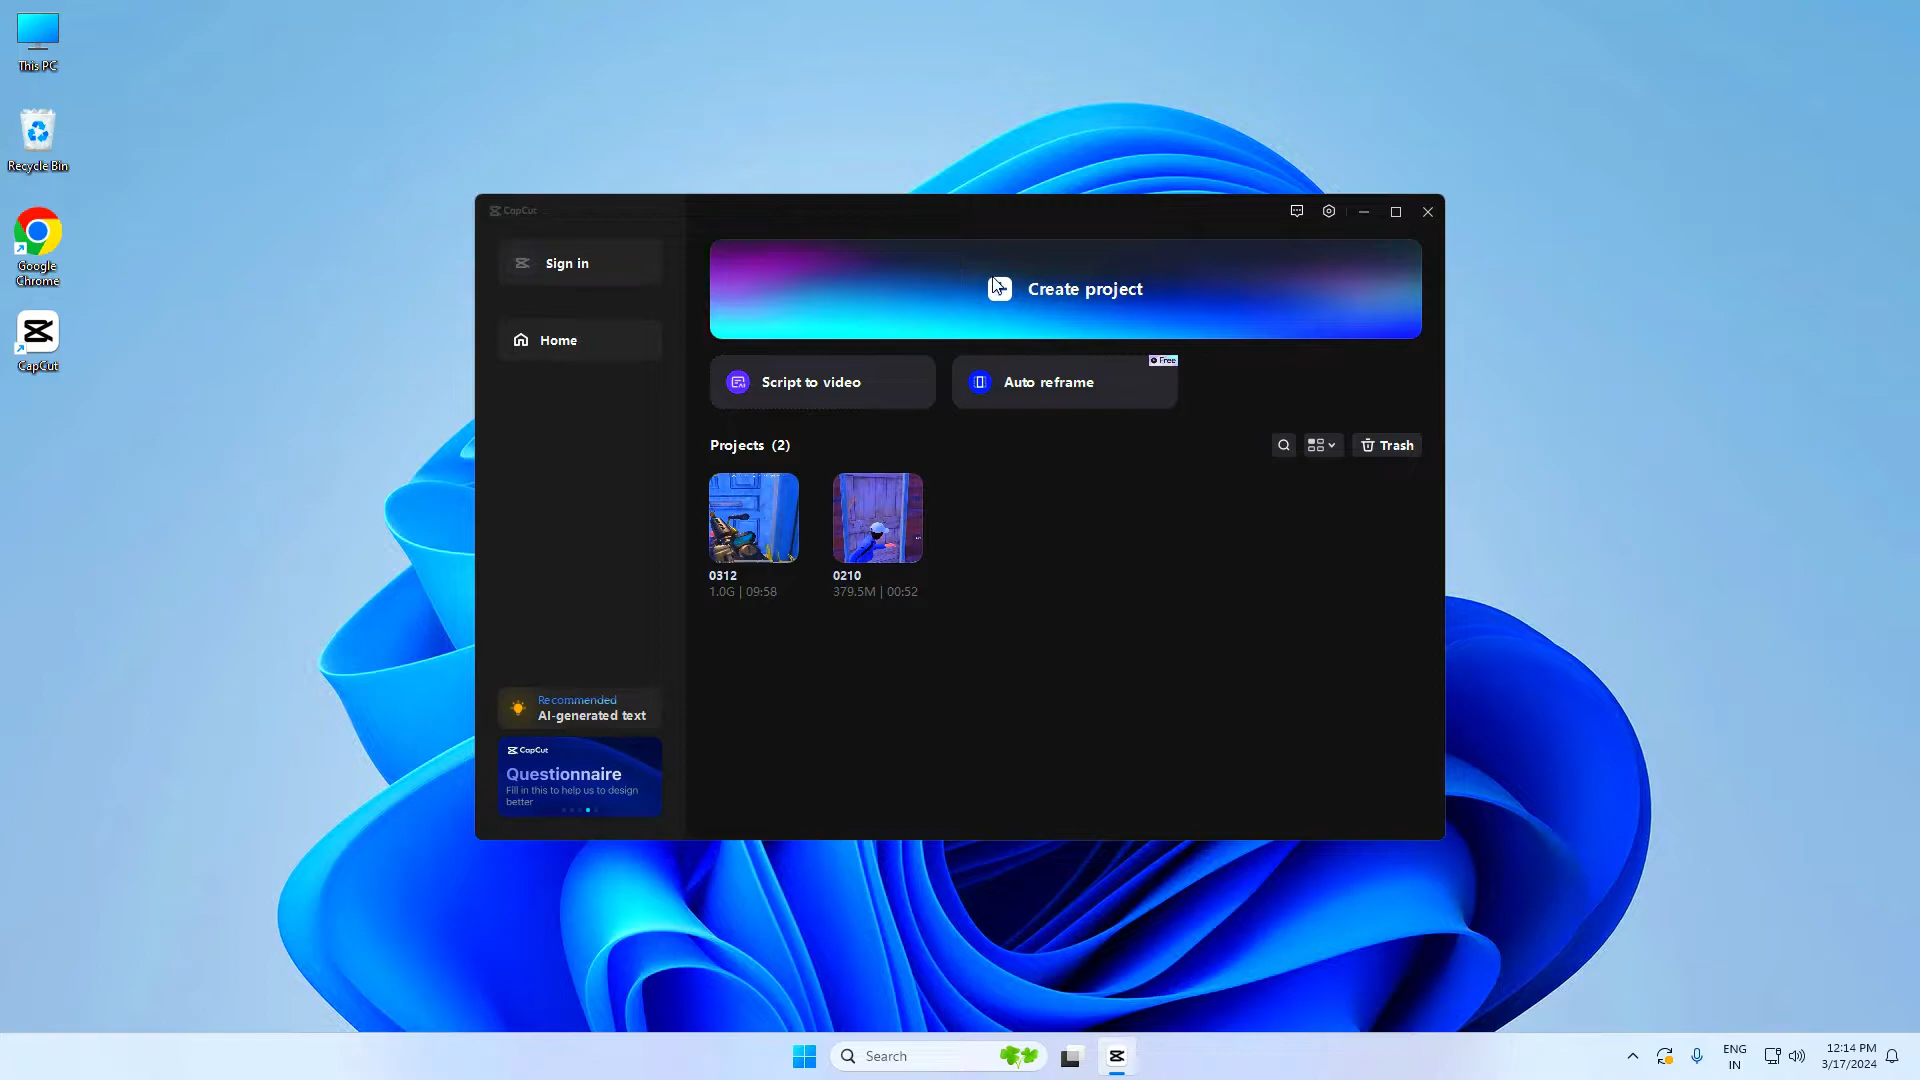 This PC
Recycle Bin
Google
Chrome
CapCut
CapCut
Sign in
Home
Recommended
AI-generated text
CapCut
Questionnaire
Fill in this to help us to design
better
Create project
Script to video
Free
Auto reframe
Projects (2)
Trash
0312
1.0G | 09:58
0210
379.5M | 00:52
Search
ENG
IN
12:14 PM
3/17/2024